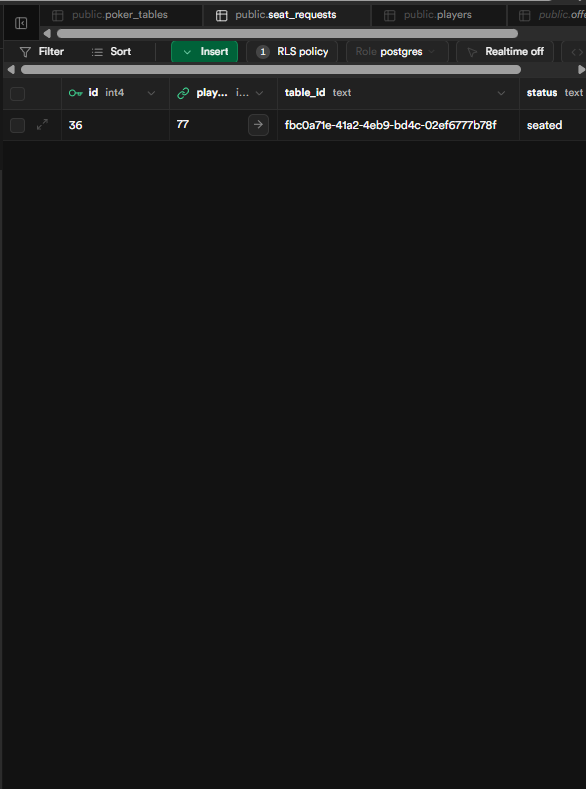 public.poker_tables public.seat_requests public.players public.offe
Filter Sort Insert 1 RLS policy Role postgres Realtime off
id int4 play... i... table_id text status text
36 77 fbc0a71e-41a2-4eb9-bd4c-02ef6777b78f seated